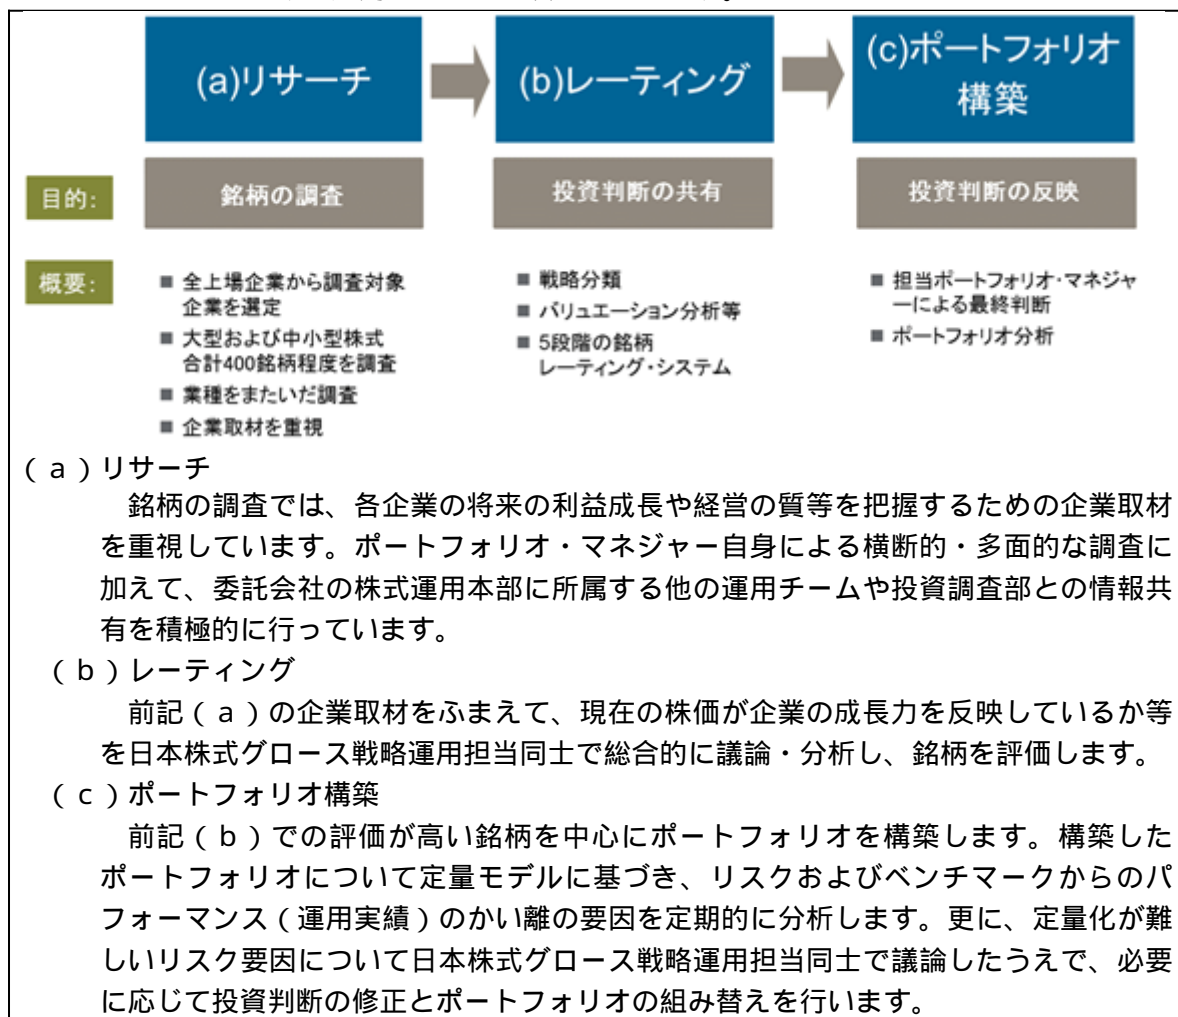 (a)リサーチ
(b)レーティング
(c)ポートフォリオ
構築
目的:
銘柄の調査
投資判断の共有
投資判断の反映
概要:
■ 全上場企業から調査対象
企業を選定
■ 大型および中小型株式
合計400銘柄程度を調査
■ 業種をまたいだ調査
■ 企業取材を重視
■ 戦略分類
■ バリュエーション分析等
■ 5段階の銘柄
レーティング・システム
■ 担当ポートフォリオ・マネジャ
ーによる最終判断
■ ポートフォリオ分析
(a)リサーチ
銘柄の調査では、各企業の将来の利益成長や経営の質等を把握するための企業取材
を重視しています。ポートフォリオ・マネジャー自身による横断的・多面的な調査に
加えて、委託会社の株式運用本部に所属する他の運用チームや投資調査部との情報共
有を積極的に行っています。
(b)レーティング
前記(a)の企業取材をふまえて、現在の株価が企業の成長力を反映しているか等
を日本株式グロース戦略運用担当同士で総合的に議論・分析し、銘柄を評価します。
(c)ポートフォリオ構築
前記(b)での評価が高い銘柄を中心にポートフォリオを構築します。構築した
ポートフォリオについて定量モデルに基づき、リスクおよびベンチマークからのパ
フォーマンス(運用実績)のかい離の要因を定期的に分析します。更に、定量化が難
しいリスク要因について日本株式グロース戦略運用担当同士で議論したうえで、必要
に応じて投資判断の修正とポートフォリオの組み替えを行います。